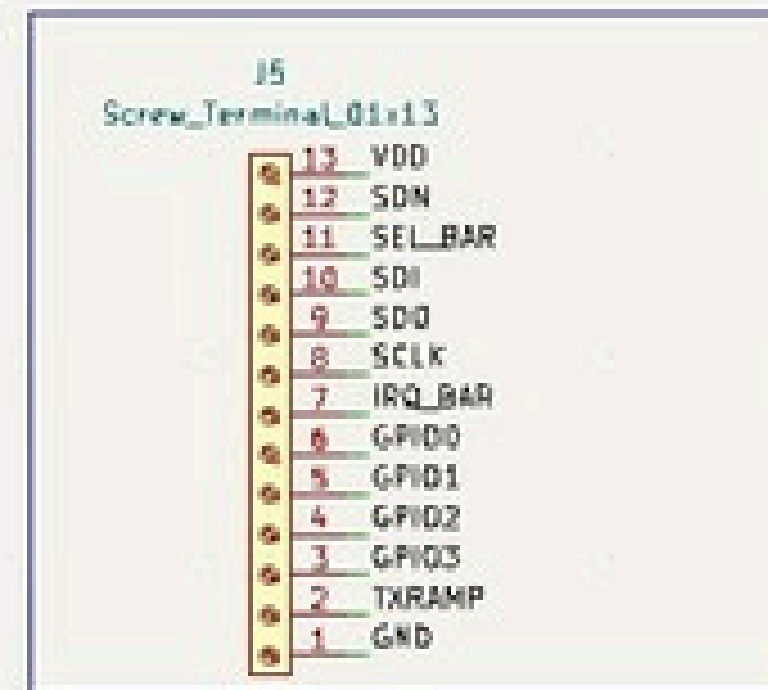 J5
Screw_Terminal_01x13
13 VDD
12 SDN
11 SEL_BAR
10 SDI
9 SDO
8 SCLK
7 IRQ_BAR
6 GPIO0
5 GPIO1
4 GPIO2
3 GPIO3
2 TXRAMP
1 GND